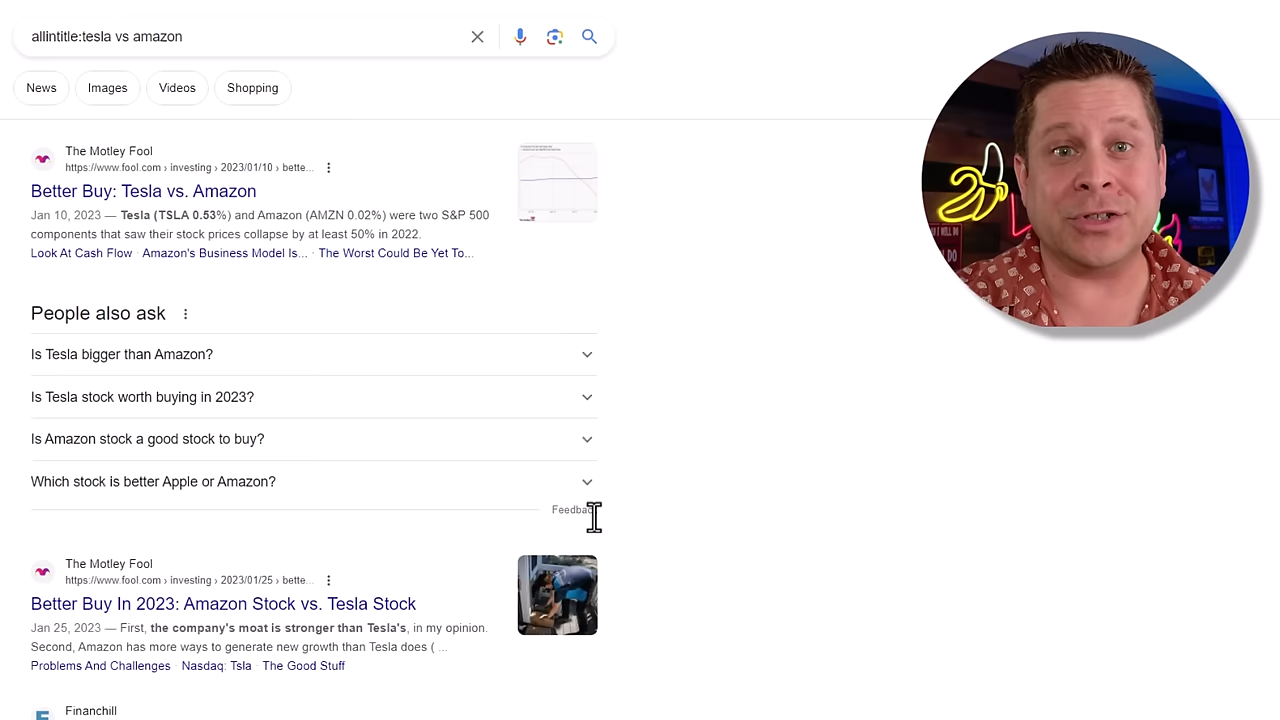 allintitle:tesla vs amazon
News
Images
Videos
Shopping
The Motley Fool
https://www.fool.com › investing › 2023/01/10 › bette...
Better Buy: Tesla vs. Amazon
Jan 10, 2023 — Tesla (TSLA 0.53%) and Amazon (AMZN 0.02%) were two S&P 500
components that saw their stock prices collapse by at least 50% in 2022.
Look At Cash Flow · Amazon's Business Model Is... · The Worst Could Be Yet To...
People also ask
Is Tesla bigger than Amazon?
Is Tesla stock worth buying in 2023?
Is Amazon stock a good stock to buy?
Which stock is better Apple or Amazon?
Feedba
The Motley Fool
https://www.fool.com › investing › 2023/01/25 › bette...
Better Buy In 2023: Amazon Stock vs. Tesla Stock
Jan 25, 2023 — First, the company's moat is stronger than Tesla's, in my opinion.
Second, Amazon has more ways to generate new growth than Tesla does ( ...
Problems And Challenges · Nasdaq: Tsla · The Good Stuff
Financhill